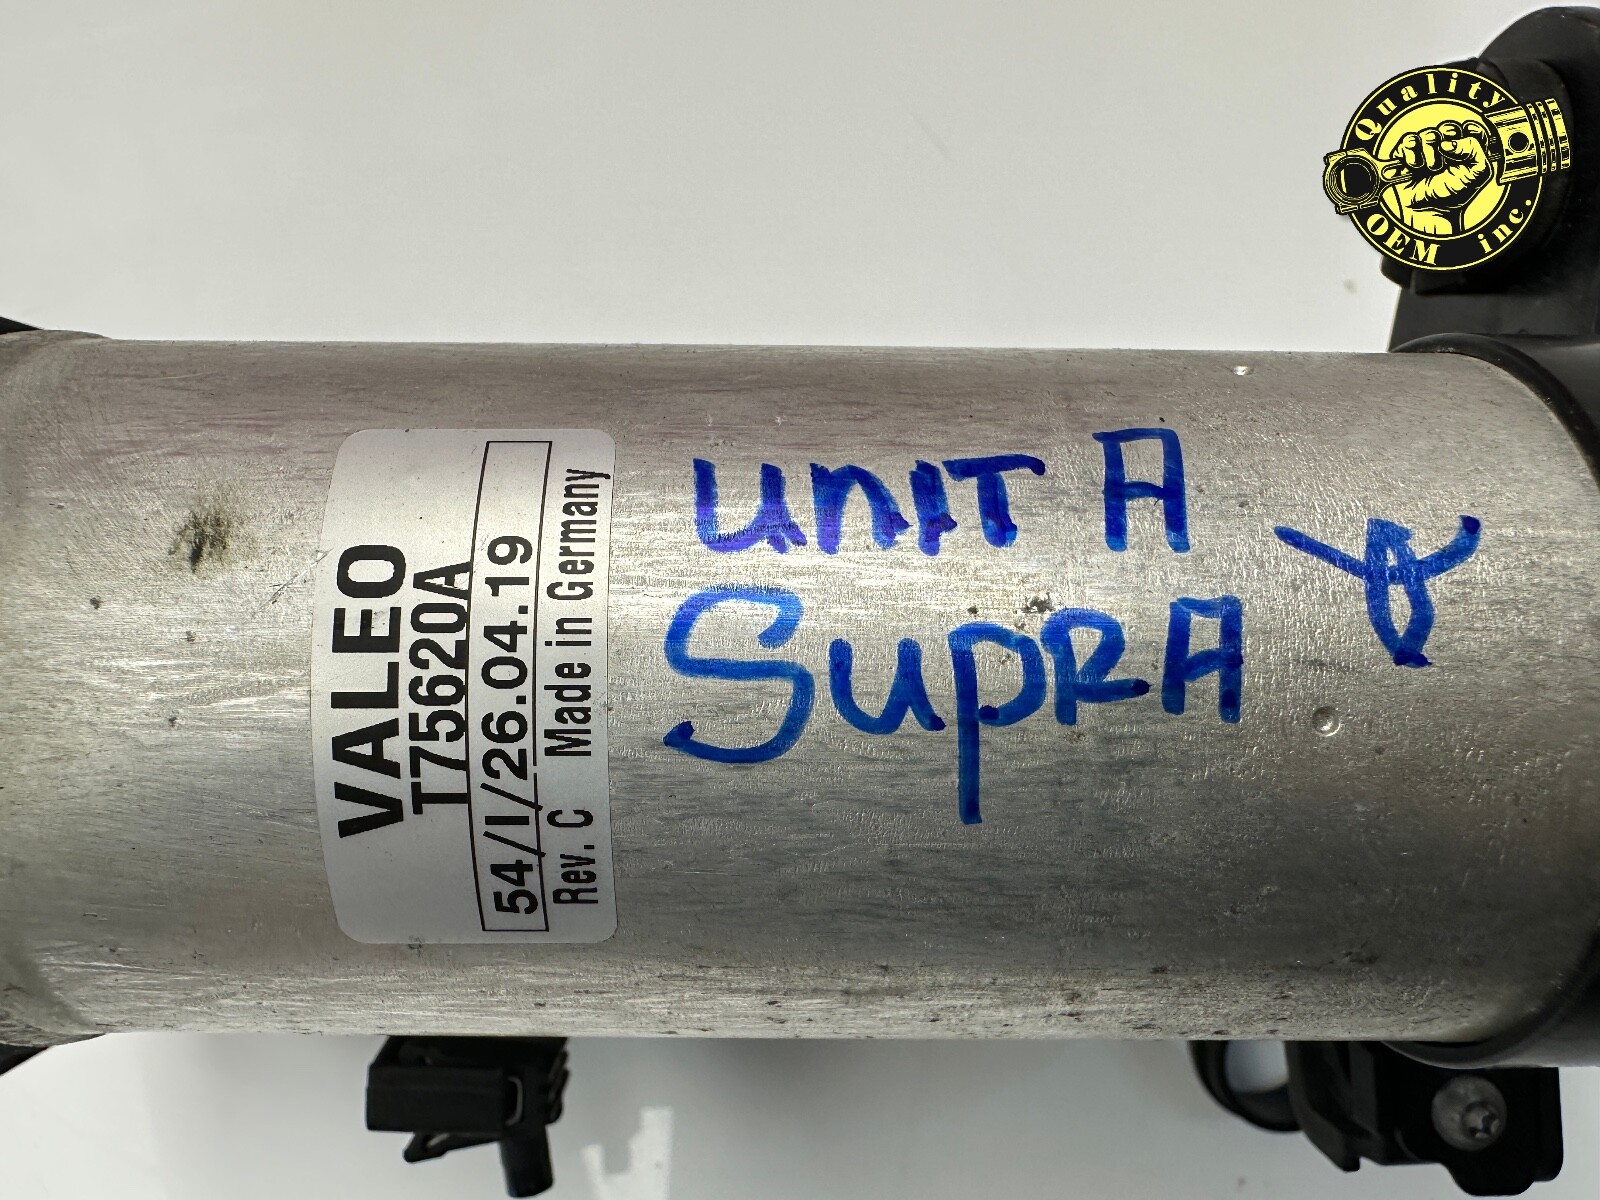 VALEO
T75620A
54/I/26.04.19
Rev. C Made in Germany
UNIT A
SUPRA
Quality
OEM inc.